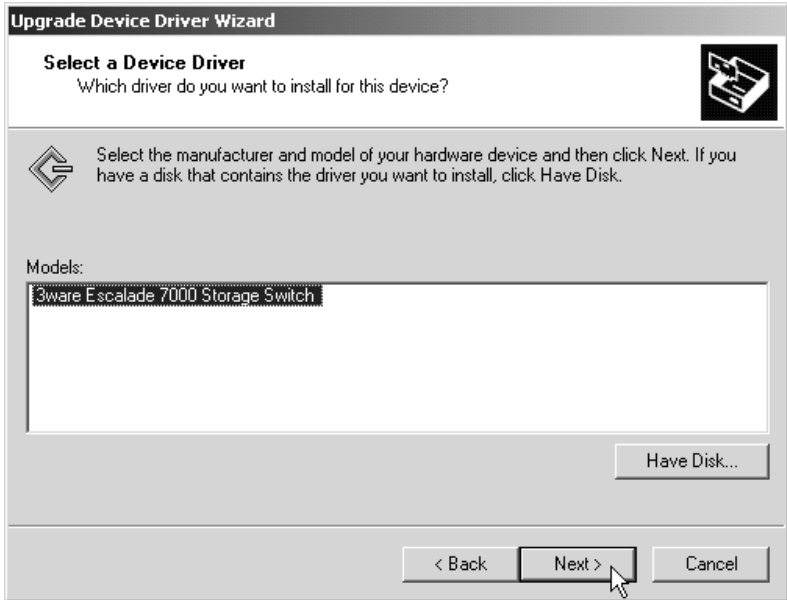 Upgrade Device Driver Wizard
Select a Device Driver
Which driver do you want to install for this device?
Select the manufacturer and model of your hardware device and then click Next. If you
have a disk that contains the driver you want to install, click Have Disk.
Models:
3ware Escalade 7000 Storage Switch
Have Disk...
< Back Next > Cancel